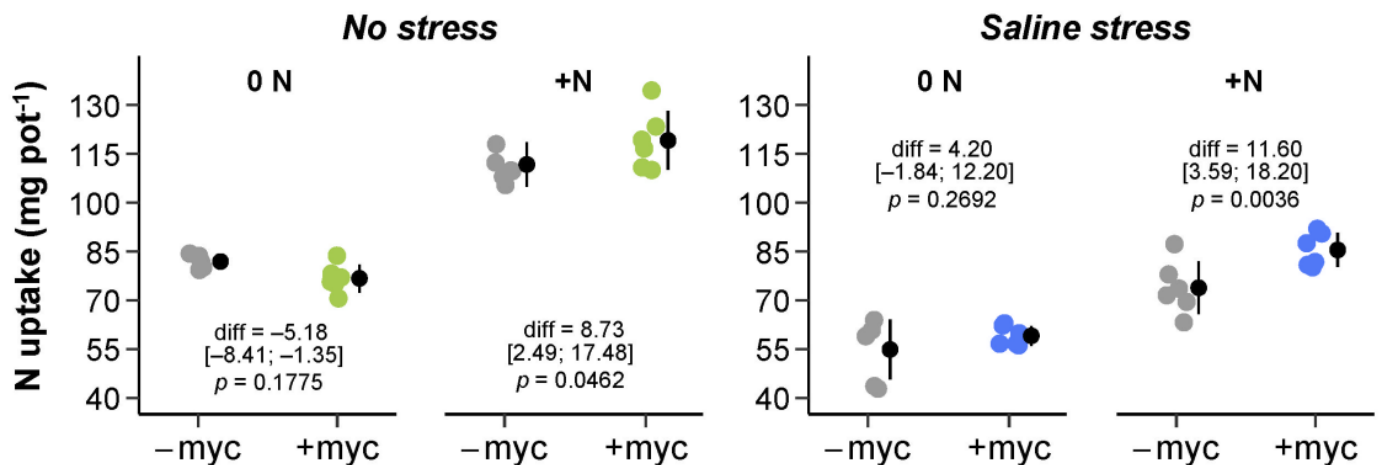 No stress
Saline stress
N uptake (mg pot⁻¹)
0 N
+N
0 N
+N
130
115
100
85
70
55
40
diff = –5.18
[–8.41; –1.35]
p = 0.1775
diff = 8.73
[2.49; 17.48]
p = 0.0462
–myc
+myc
–myc
+myc
130
115
100
85
70
55
40
diff = 4.20
[–1.84; 12.20]
p = 0.2692
diff = 11.60
[3.59; 18.20]
p = 0.0036
–myc
+myc
–myc
+myc